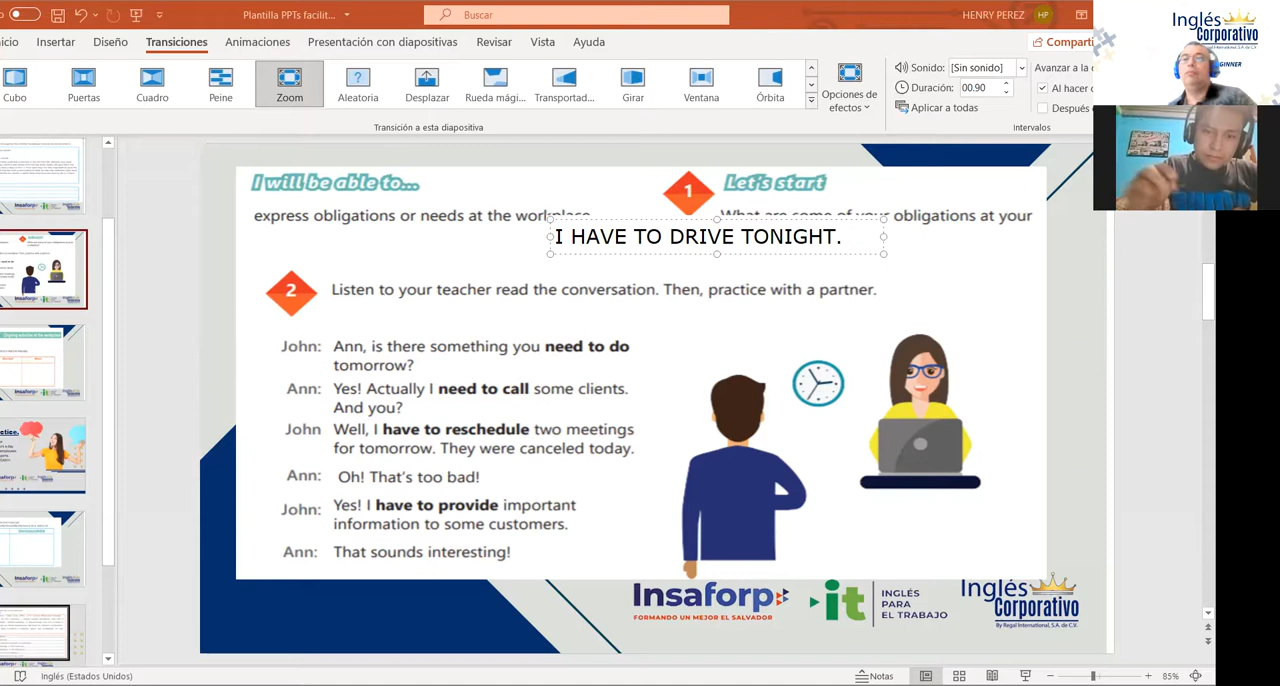 Plantilla PPTs facilit...
Buscar
HENRY PEREZ
HP
Insertar
Diseño
Transiciones
Animaciones
Presentación con diapositivas
Revisar
Vista
Ayuda
Cubo
Puertas
Cuadro
Peine
Zoom
Aleatoria
Desplazar
Rueda mági...
Transportad...
Girar
Ventana
Órbita
Opciones de
efectos
Sonido:
[Sin sonido]
Duración:
00.90
Aplicar a todas
Transición a esta diapositiva
Intervalos
Inglés
Corporativo
I will be able to...
express obligations or needs at the workplace
1
Let's start
What are some of your obligations at your
I HAVE TO DRIVE TONIGHT.
2
Listen to your teacher read the conversation. Then, practice with a partner.
John: Ann, is there something you need to do
tomorrow?
Ann: Yes! Actually I need to call some clients.
And you?
John Well, I have to reschedule two meetings
for tomorrow. They were canceled today.
Ann: Oh! That's too bad!
John: Yes! I have to provide important
information to some customers.
Ann: That sounds interesting!
Insaforp
FORMANDO UN MEJOR EL SALVADOR
it
INGLÉS
PARA
EL TRABAJO
Inglés
Corporativo
By Regal International, S.A. de C.V.
Inglés (Estados Unidos)
Notas
85%